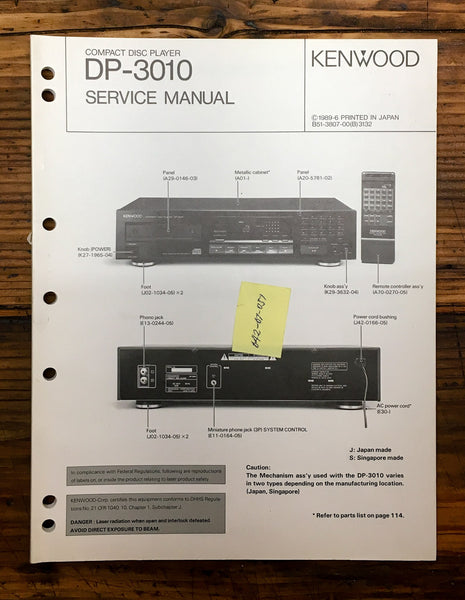 COMPACT DISC PLAYER
DP-3010
SERVICE MANUAL
KENWOOD
©1989-6 PRINTED IN JAPAN
B51-3807-00(B)3132
Panel
(A29-0146-03)
Metallic cabinet*
(A01-)
Panel
(A20-5761-02)
KENWOOD
Knob (POWER)
(K27-1965-04)
Foot
(J02-1034-05) × 2
Knob ass'y
(K29-3632-04)
Remote controller ass'y
(A70-0270-05)
Phono jack
(E13-0244-05)
Power cord bushing
(J42-0166-05)
Foot
(J02-1034-05) × 2
Miniature phono jack (3P) SYSTEM CONTROL
(E11-0164-05)
AC power cord*
(E30-)
J: Japan made
S: Singapore made
In compliance with Federal Regulations, following are reproductions
of labels on, or inside the product relating to laser product safety.
KENWOOD-Corp. certifies this equipment conforms to DHHS Regula-
tions No. 21 CFR 1040. 10, Chapter 1, Subchapter J.
DANGER : Laser radiation when open and interlock defeated.
AVOID DIRECT EXPOSURE TO BEAM.
Caution:
The Mechanism ass'y used with the DP-3010 varies
in two types depending on the manufacturing location.
(Japan, Singapore)
* Refer to parts list on page 114.